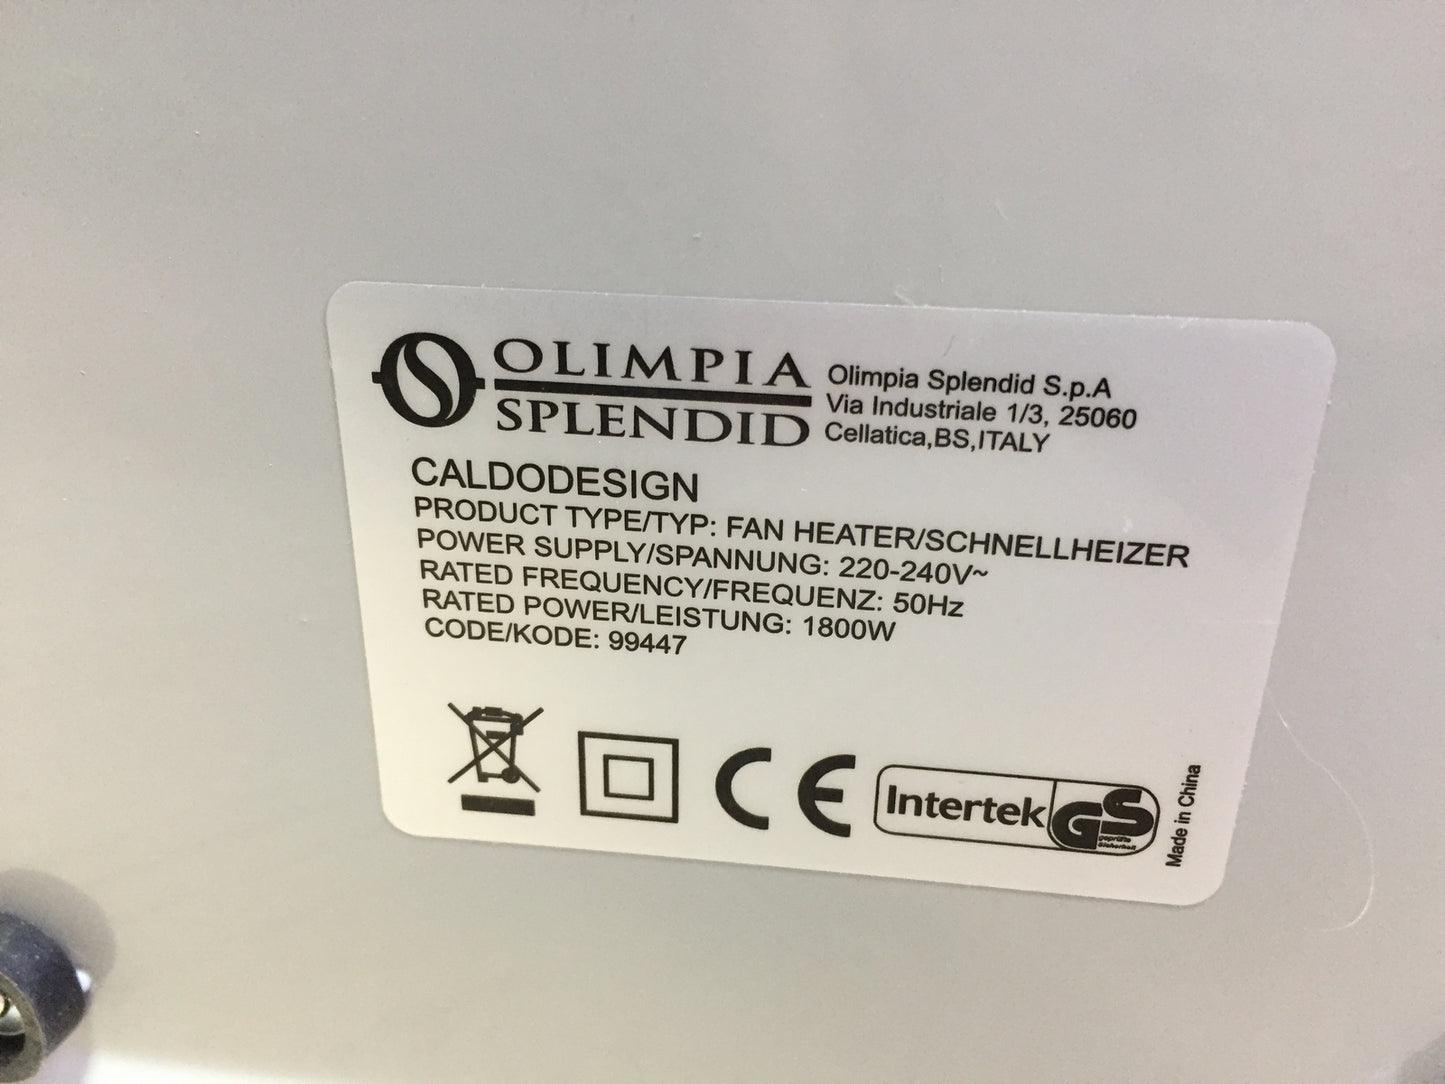 OLIMPIA
SPLENDID
Olimpia Splendid S.p.A
Via Industriale 1/3, 25060
Cellatica,BS,ITALY
CALDODESIGN
PRODUCT TYPE/TYP: FAN HEATER/SCHNELLHEIZER
POWER SUPPLY/SPANNUNG: 220-240V~
RATED FREQUENCY/FREQUENZ: 50Hz
RATED POWER/LEISTUNG: 1800W
CODE/KODE: 99447
CE
Intertek
GS
geprüfte
Sicherheit
Made in China